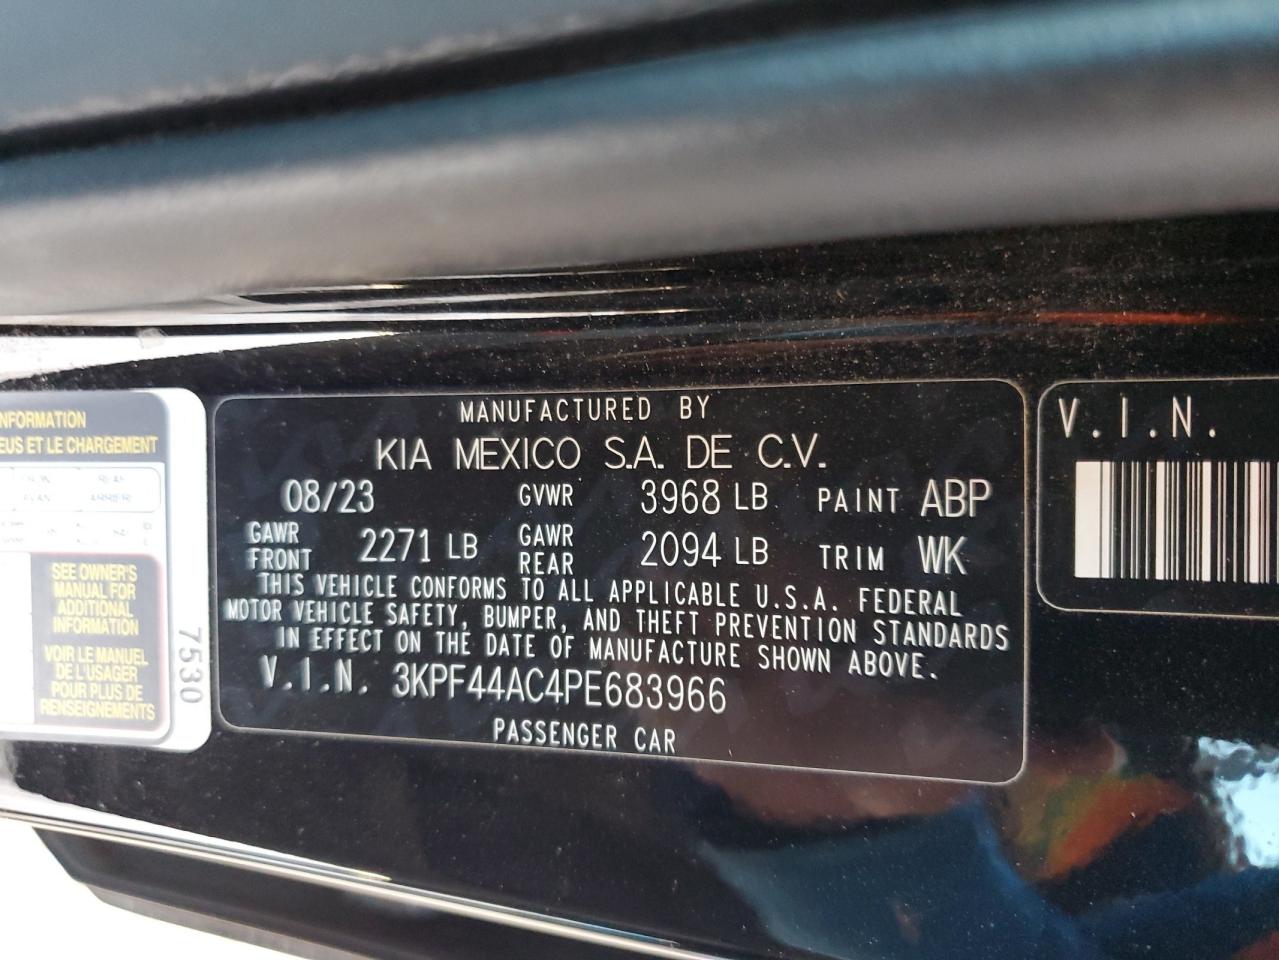 NFORMATION
EUS ET LE CHARGEMENT
SEE OWNER'S
MANUAL FOR
ADDITIONAL
INFORMATION
VOIR LE MANUEL
DE L'USAGER
POUR PLUS DE
RENSEIGNEMENTS
7530
MANUFACTURED BY
KIA MEXICO S.A. DE C.V.
08/23 GVWR 3968 LB PAINT ABP
GAWR FRONT 2271 LB GAWR REAR 2094 LB TRIM WK
THIS VEHICLE CONFORMS TO ALL APPLICABLE U.S.A. FEDERAL
MOTOR VEHICLE SAFETY, BUMPER, AND THEFT PREVENTION STANDARDS
IN EFFECT ON THE DATE OF MANUFACTURE SHOWN ABOVE.
V.I.N. 3KPF44AC4PE683966
PASSENGER CAR
V.I.N.